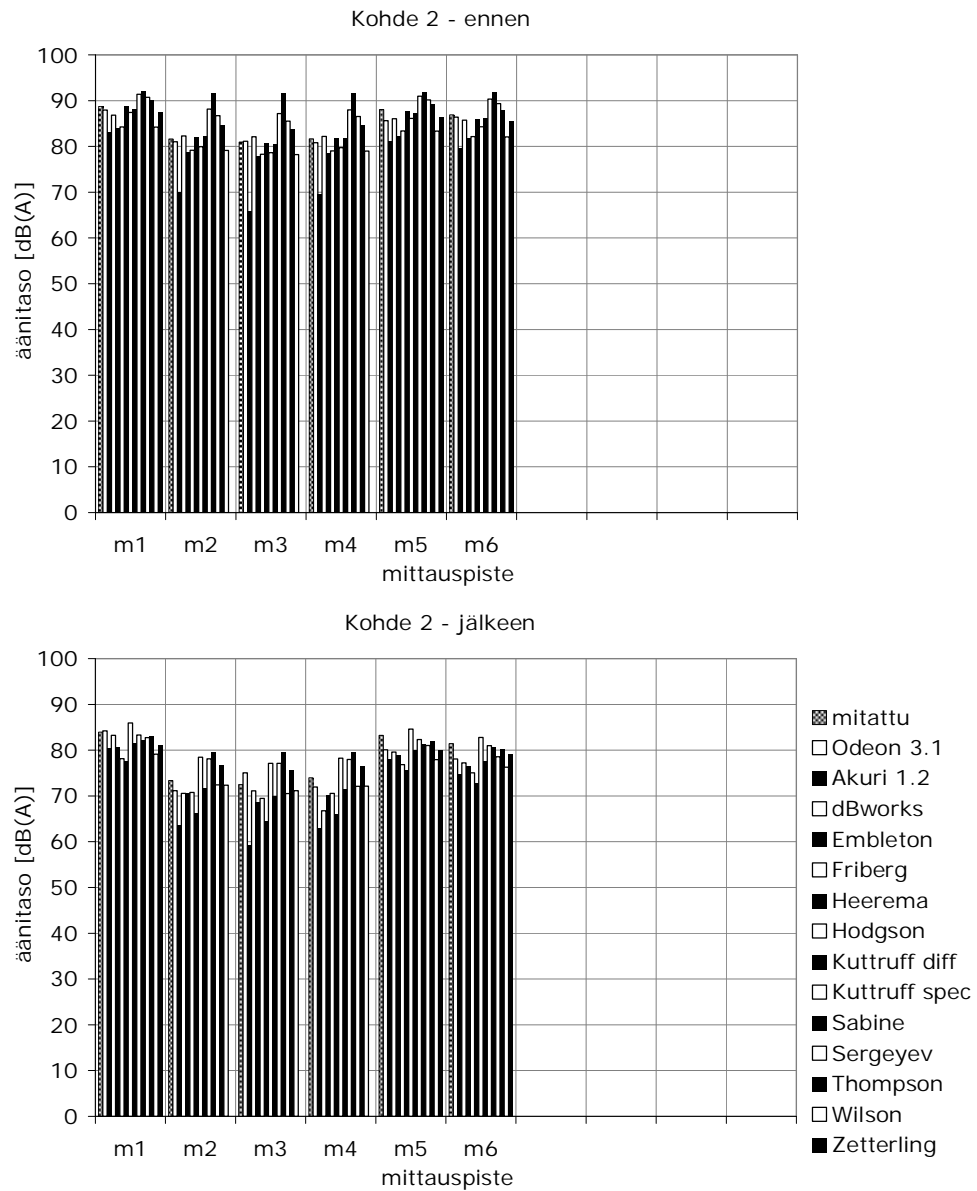 Kohde 2 - ennen
100
90
80
70
60
50
40
30
20
10
0
äänitaso [dB(A)]
m1 m2 m3 m4 m5 m6
mittauspiste
Kohde 2 - jälkeen
100
90
80
70
60
50
40
30
20
10
0
äänitaso [dB(A)]
m1 m2 m3 m4 m5 m6
mittauspiste
mitattu
Odeon 3.1
Akuri 1.2
dBworks
Embleton
Friberg
Heerema
Hodgson
Kuttruff diff
Kuttruff spec
Sabine
Sergeyev
Thompson
Wilson
Zetterling